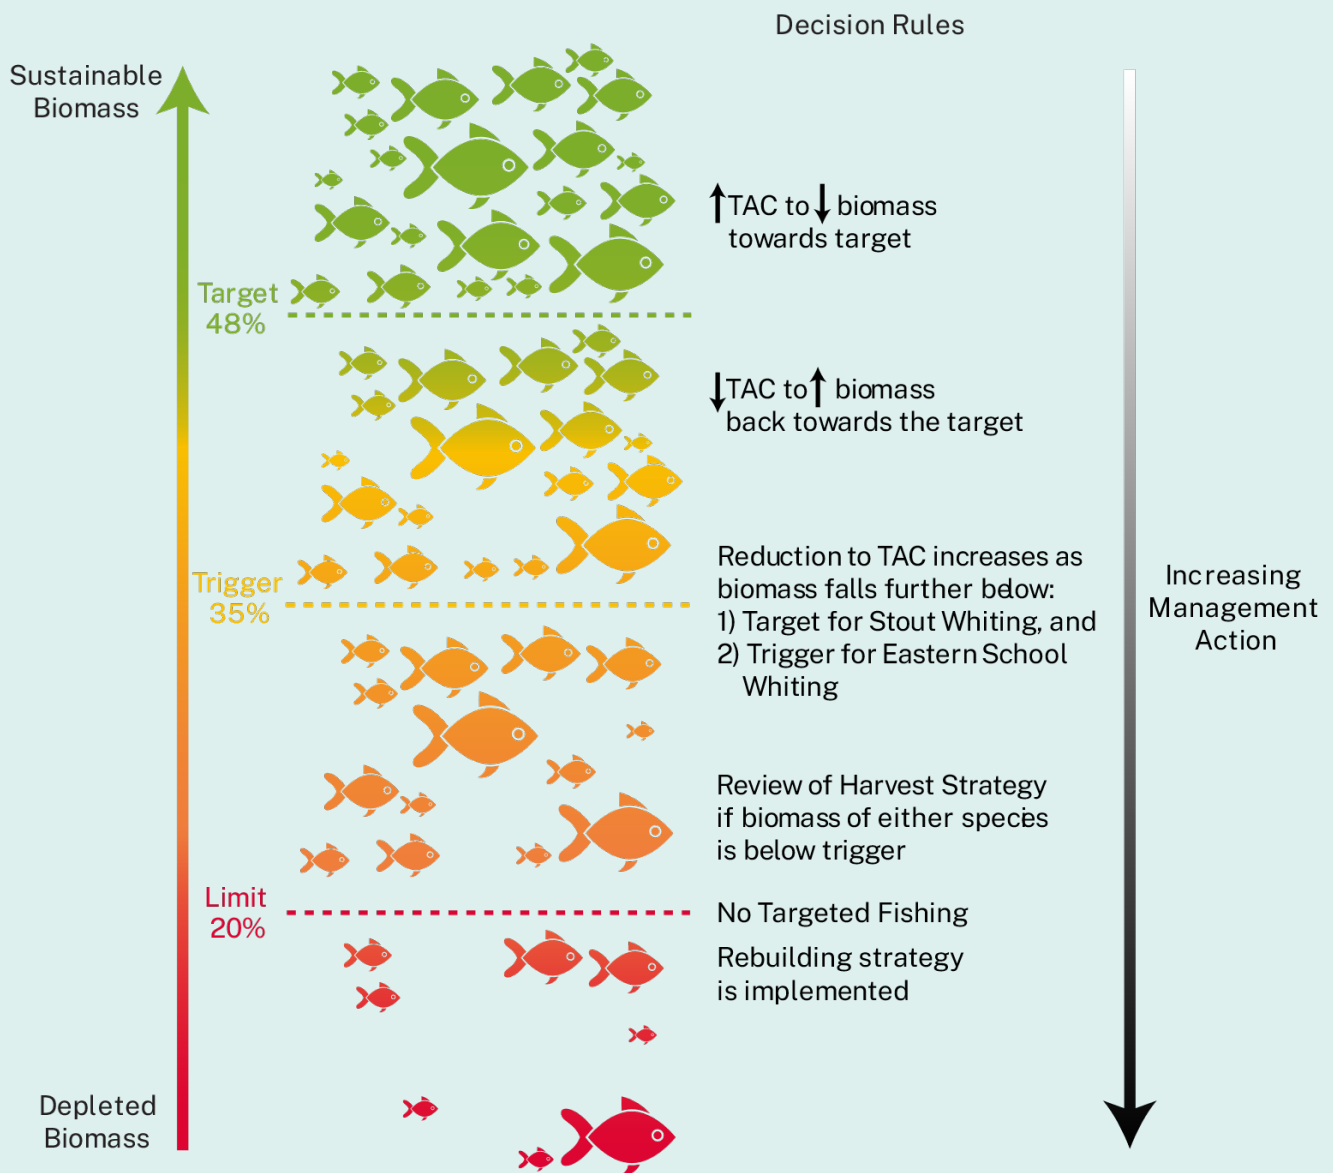 Decision Rules
Sustainable
Biomass
↑TAC to ↓ biomass
towards target
Target
48%
↓TAC to ↑ biomass
back towards the target
Trigger
35%
Reduction to TAC increases as
biomass falls further below:
1) Target for Stout Whiting, and
2) Trigger for Eastern School
Whiting
Increasing
Management
Action
Review of Harvest Strategy
if biomass of either species
is below trigger
Limit
20%
No Targeted Fishing
Rebuilding strategy
is implemented
Depleted
Biomass